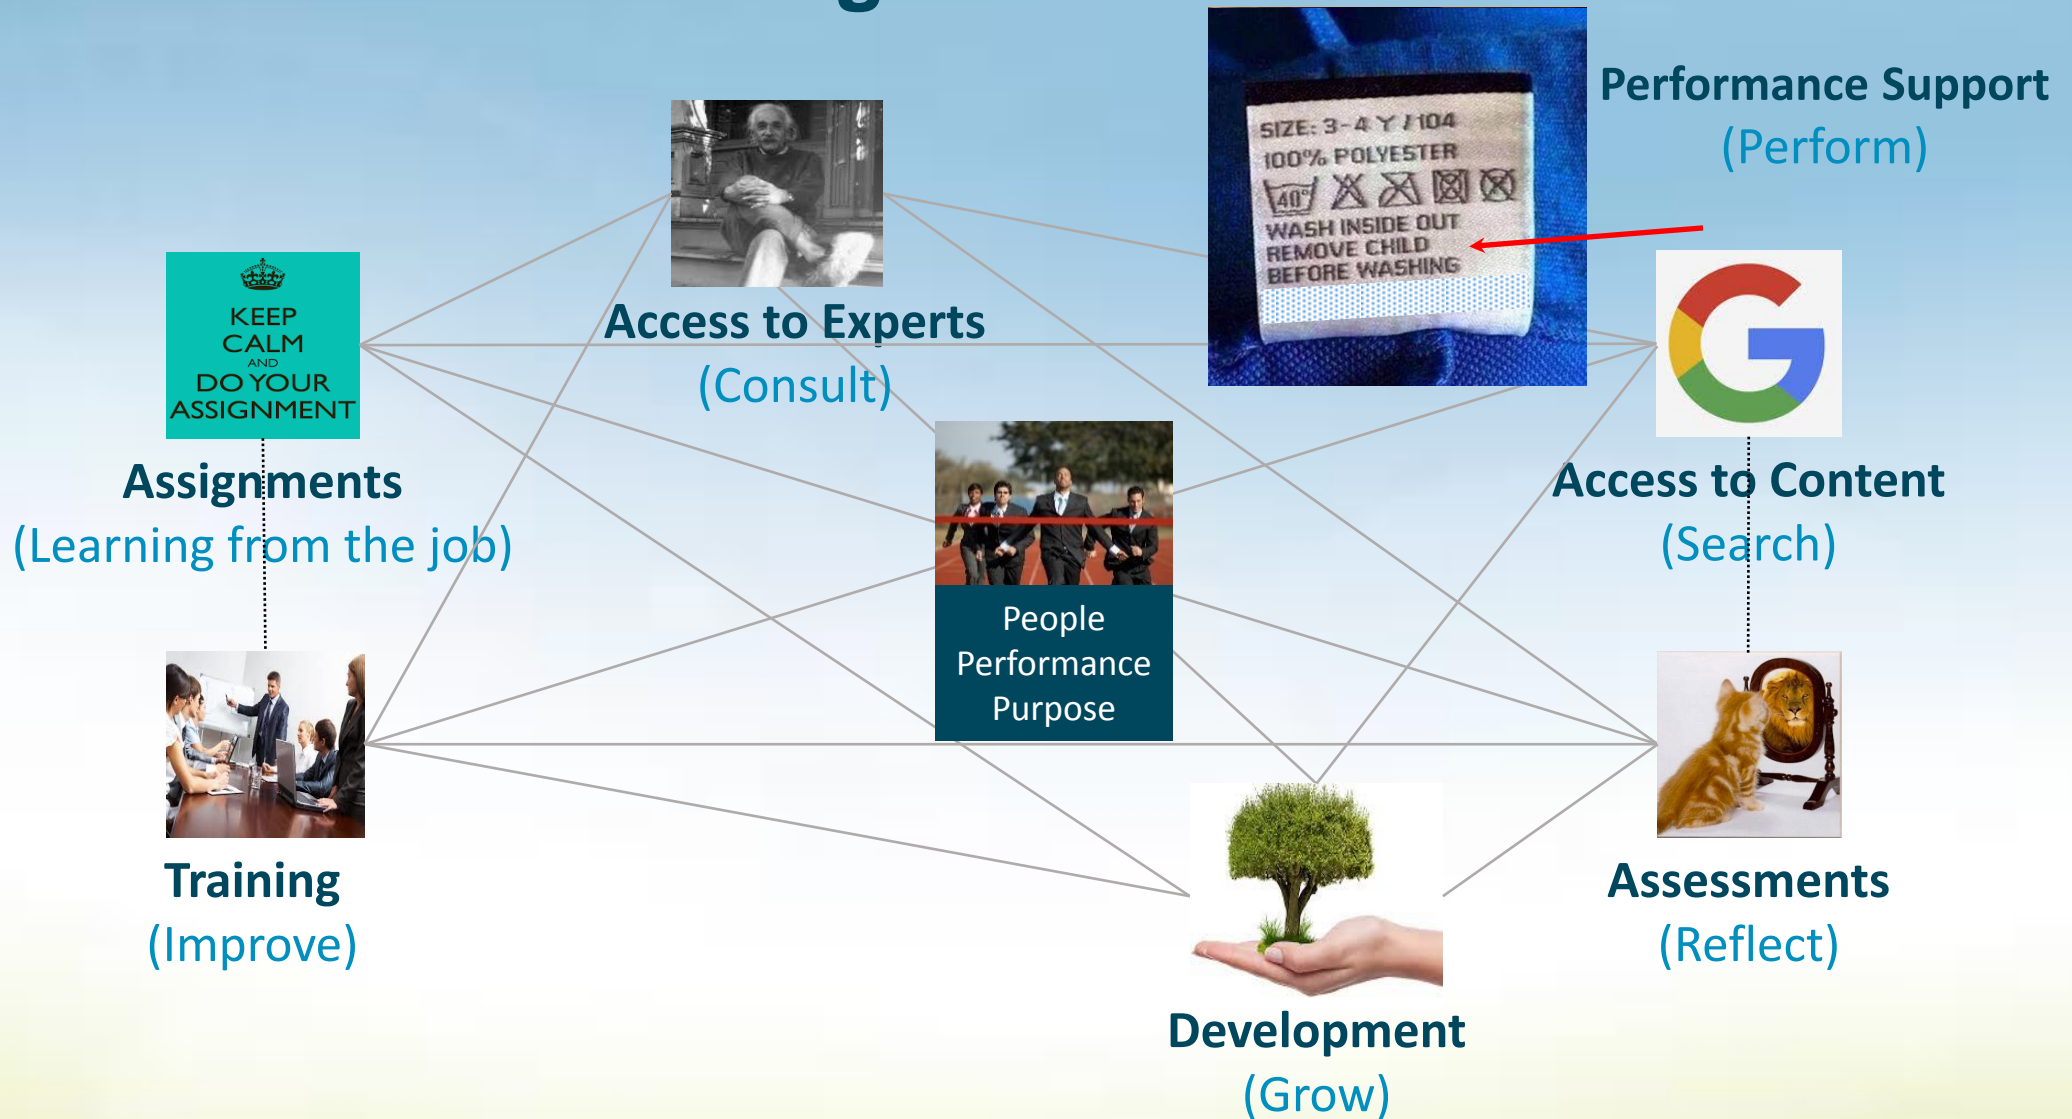 Performance Support
(Perform)
SIZE: 3-4 Y / 104
100% POLYESTER
40°
WASH INSIDE OUT
REMOVE CHILD
BEFORE WASHING
KEEP
CALM
AND
DO YOUR
ASSIGNMENT
Access to Experts
(Consult)
Assignments
(Learning from the job)
Access to Content
(Search)
People
Performance
Purpose
Training
(Improve)
Assessments
(Reflect)
Development
(Grow)